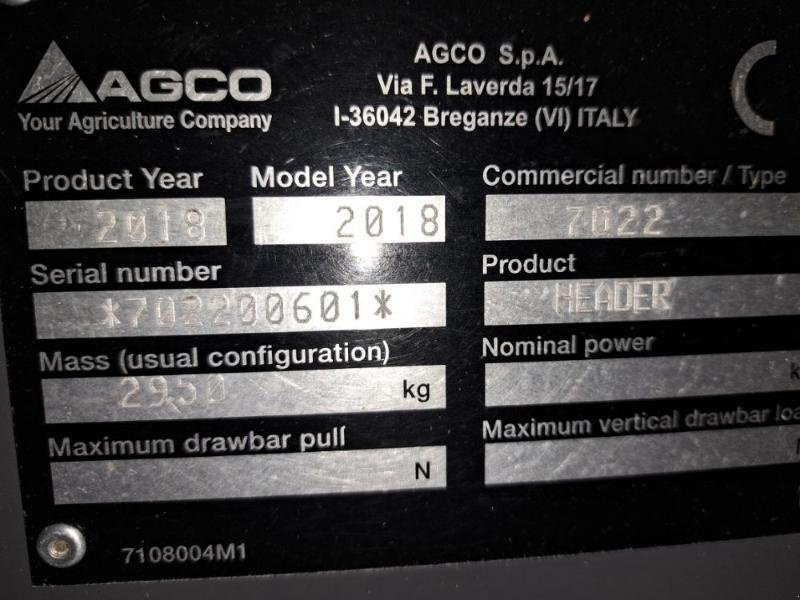 AGCO
Your Agriculture Company
AGCO S.p.A.
Via F. Laverda 15/17
I-36042 Breganze (VI) ITALY
Product Year
2018
Model Year
2018
Commercial number / Type
7022
Serial number
*702200601*
Product
HEADER
Mass (usual configuration)
2950 kg
Nominal power
Maximum drawbar pull
N
Maximum vertical drawbar
7108004M1